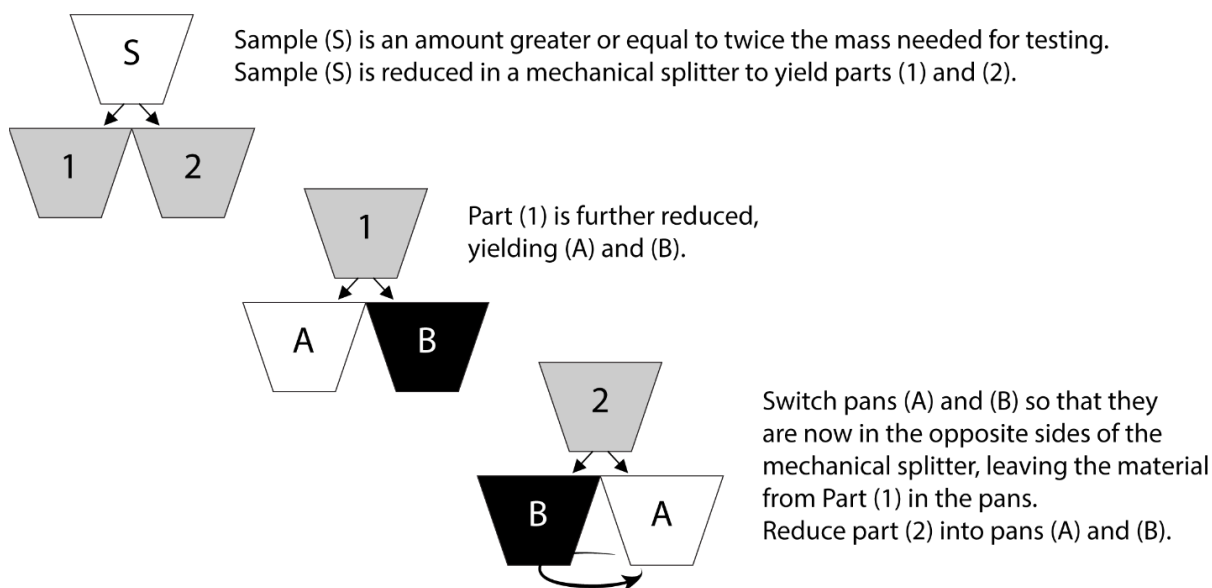 S
Sample (S) is an amount greater or equal to twice the mass needed for testing.
Sample (S) is reduced in a mechanical splitter to yield parts (1) and (2).
1
2
1
Part (1) is further reduced,
yielding (A) and (B).
A
B
2
Switch pans (A) and (B) so that they
are now in the opposite sides of the
mechanical splitter, leaving the material
from Part (1) in the pans.
Reduce part (2) into pans (A) and (B).
B
A